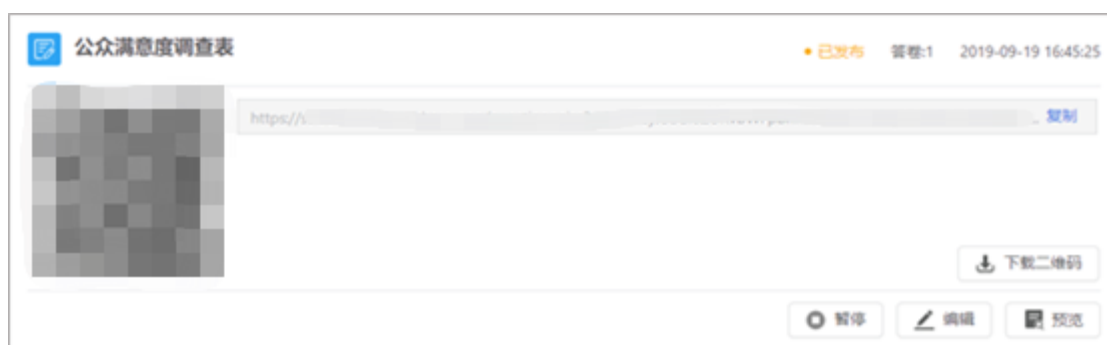 公众满意度调查表
已发布 答卷:1 2019-09-19 16:45:25
https:// 复制
下载二维码
暂停 编辑 预览